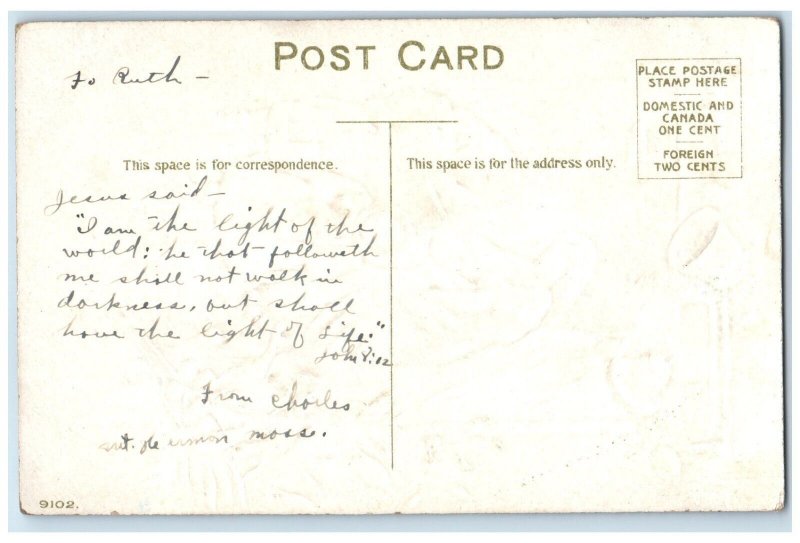 POST CARD
To Ruth –
PLACE POSTAGE
STAMP HERE
DOMESTIC AND
CANADA
ONE CENT
FOREIGN
TWO CENTS
This space is for correspondence.
This space is for the address only.
Jesus said –
"I am the light of the
world: he that followeth
me shall not walk in
darkness, but shall
have the light of Life."
John 8:12
From Charles
mt. Hermon mass.
9102.